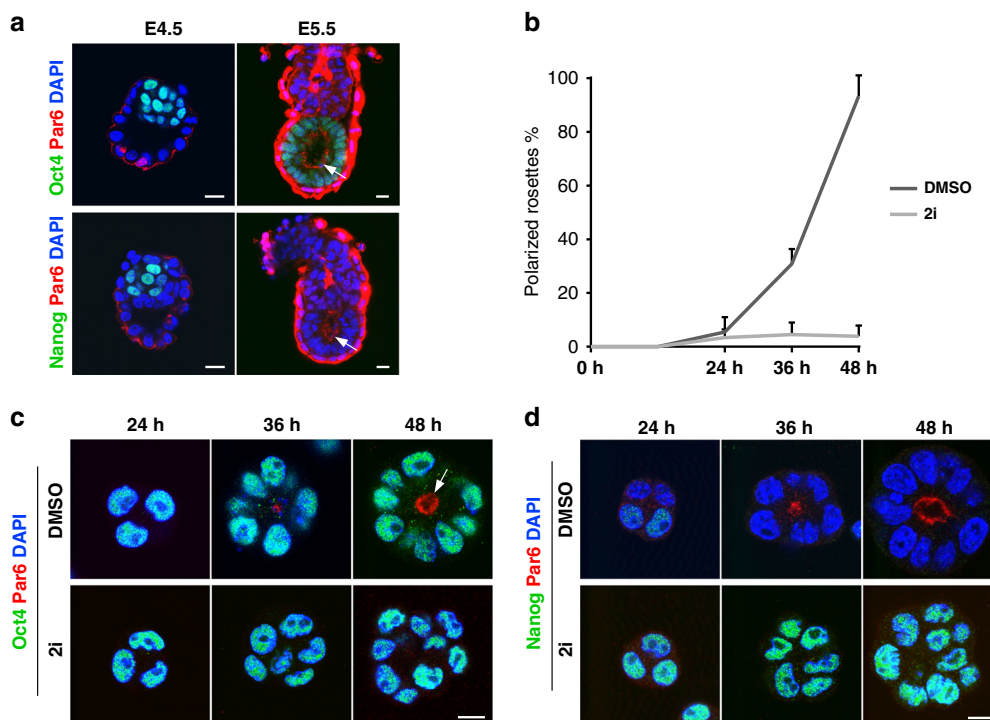 a
E4.5 E5.5
Oct4 Par6 DAPI
Nanog Par6 DAPI
b
Polarized rosettes %
100
80
60
40
20
0
0 h 24 h 36 h 48 h
DMSO
2i
c
24 h 36 h 48 h
Oct4 Par6 DAPI
DMSO
2i
d
24 h 36 h 48 h
Nanog Par6 DAPI
DMSO
2i